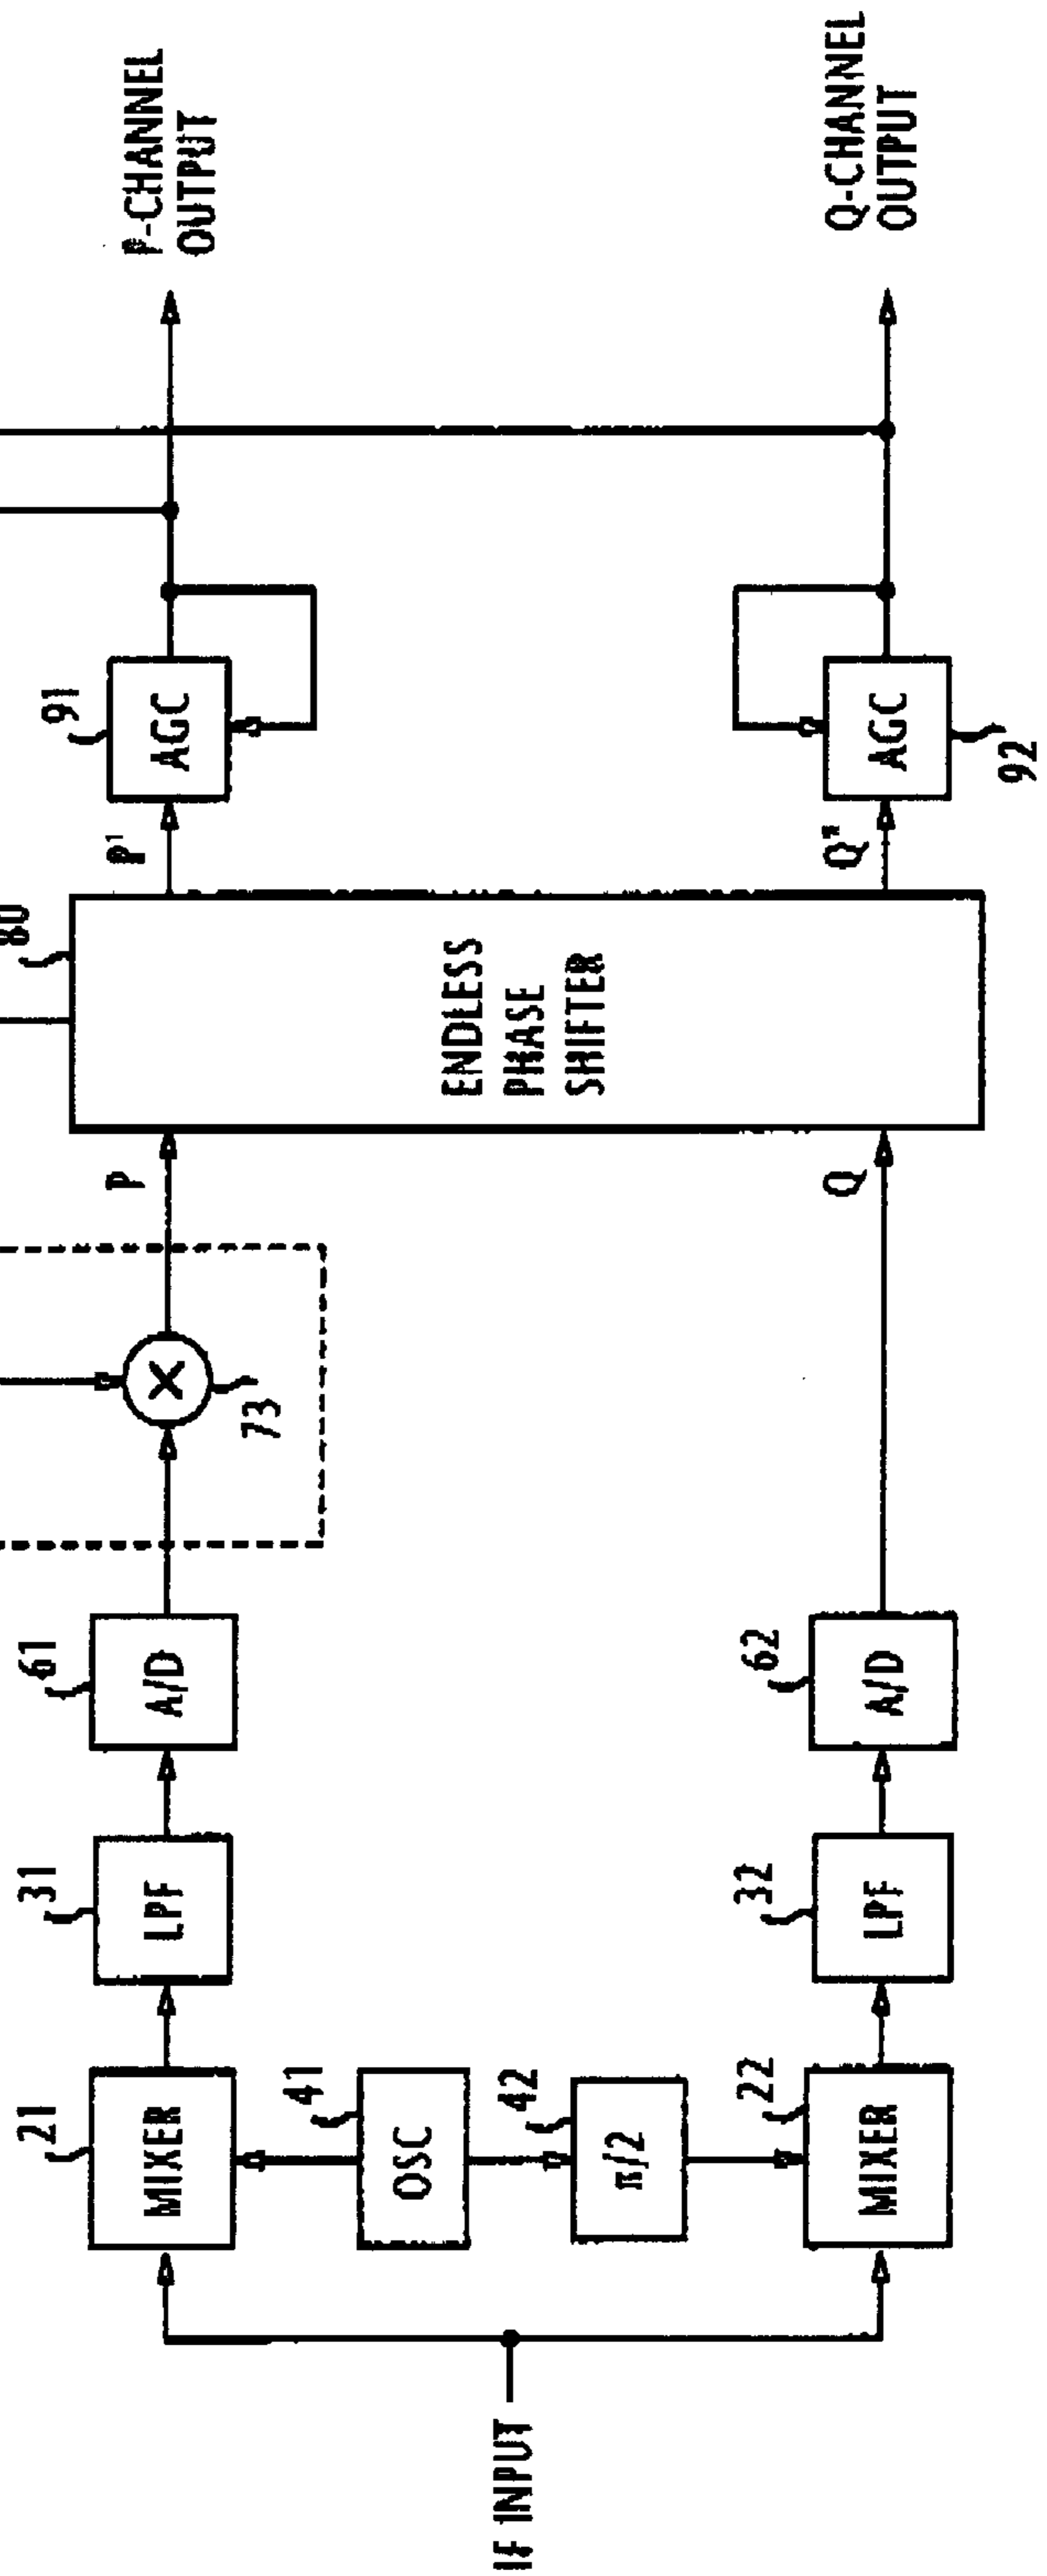 IF INPUT
21
MIXER
41
OSC
42
π/2
22
MIXER
31
LPF
32
LPF
61
A/D
62
A/D
73
X
P
Q
80
ENDLESS
PHASE
SHIFTER
P'
Q"
91
AGC
AGC
92
P-CHANNEL
OUTPUT
Q-CHANNEL
OUTPUT